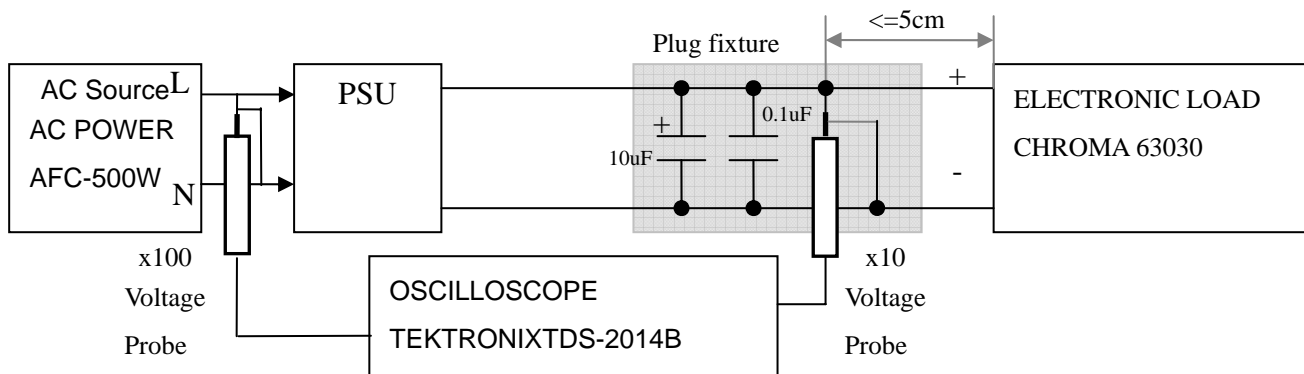 <=5cm
Plug fixture
AC Source
L
AC POWER
AFC-500W
N
PSU
+
10uF
0.1uF
+
-
ELECTRONIC LOAD
CHROMA 63030
x100
Voltage
Probe
OSCILLOSCOPE
TEKTRONIXTDS-2014B
x10
Voltage
Probe